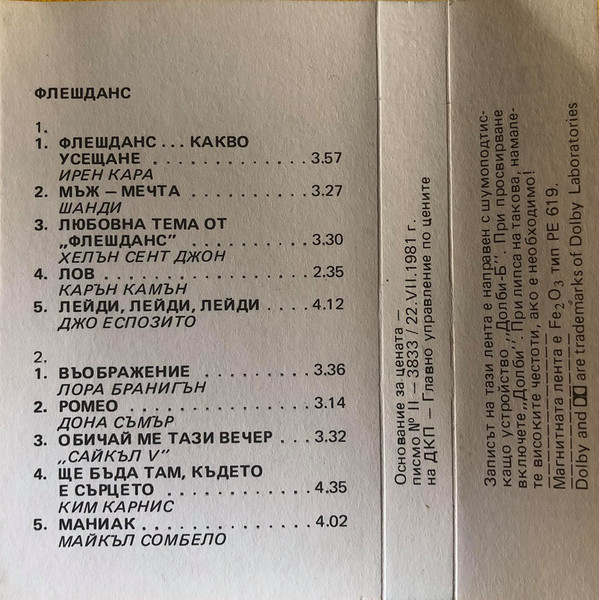 ФЛЕШДАНС
1.
1. ФЛЕШДАНС... КАКВО
УСЕЩАНЕ . . . . . . . . . . . . . 3.57
ИРЕН КАРА
2. МЪЖ – МЕЧТА . . . . . . . . . . 3.27
ШАНДИ
3. ЛЮБОВНА ТЕМА ОТ
„ФЛЕШДАНС” . . . . . . . . . . 3.30
ХЕЛЪН СЕНТ ДЖОН
4. ЛОВ . . . . . . . . . . . . . . . . . 2.35
КАРЪН КАМЪН
5. ЛЕЙДИ, ЛЕЙДИ, ЛЕЙДИ . . . . 4.12
ДЖО ЕСПОЗИТО
2.
1. ВЪОБРАЖЕНИЕ . . . . . . . . . 3.36
ЛОРА БРАНИГЪН
2. РОМЕО . . . . . . . . . . . . . . . 3.14
ДОНА СЪМЪР
3. ОБИЧАЙ МЕ ТАЗИ ВЕЧЕР . . . 3.32
„САЙКЪЛ V”
4. ЩЕ БЪДА ТАМ, КЪДЕТО
Е СЪРЦЕТО . . . . . . . . . . . . 4.35
КИМ КАРНИС
5. МАНИАК . . . . . . . . . . . . . . 4.02
МАЙКЪЛ СОМБЕЛО
Основание за цената –
писмо № II – 3833 / 22.VII.1981 г.
на ДКП – Главно управление по цените
Записът на тази лента е направен с шумоподтис-
кащо устройство „Долби-Б”. При просвирване
включете „Долби”. При липса на такова, намале-
те високите честоти, ако е необходимо!
Магнитната лента е Fe₂O₃ тип PE 619.
Dolby and are trademarks of Dolby Laboratories